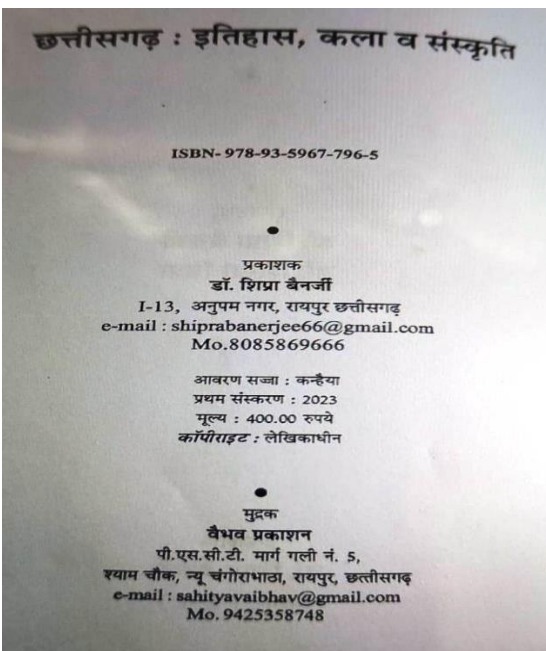 छत्तीसगढ़ : इतिहास, कला व संस्कृति
ISBN- 978-93-5967-796-5
प्रकाशक
डॉ. शिप्रा बैनर्जी
I-13, अनुपम नगर, रायपुर छत्तीसगढ़
e-mail : shiprabanerjee66@gmail.com
Mo.8085869666
आवरण सज्जा : कन्हैया
प्रथम संस्करण : 2023
मूल्य : 400.00 रुपये
कॉपीराइट : लेखिकाधीन
मुद्रक
वैभव प्रकाशन
पी.एस.सी.टी. मार्ग गली नं. 5,
श्याम चौक, न्यू चंगोराभाठा, रायपुर, छत्तीसगढ़
e-mail : sahityavaibhav@gmail.com
Mo. 9425358748